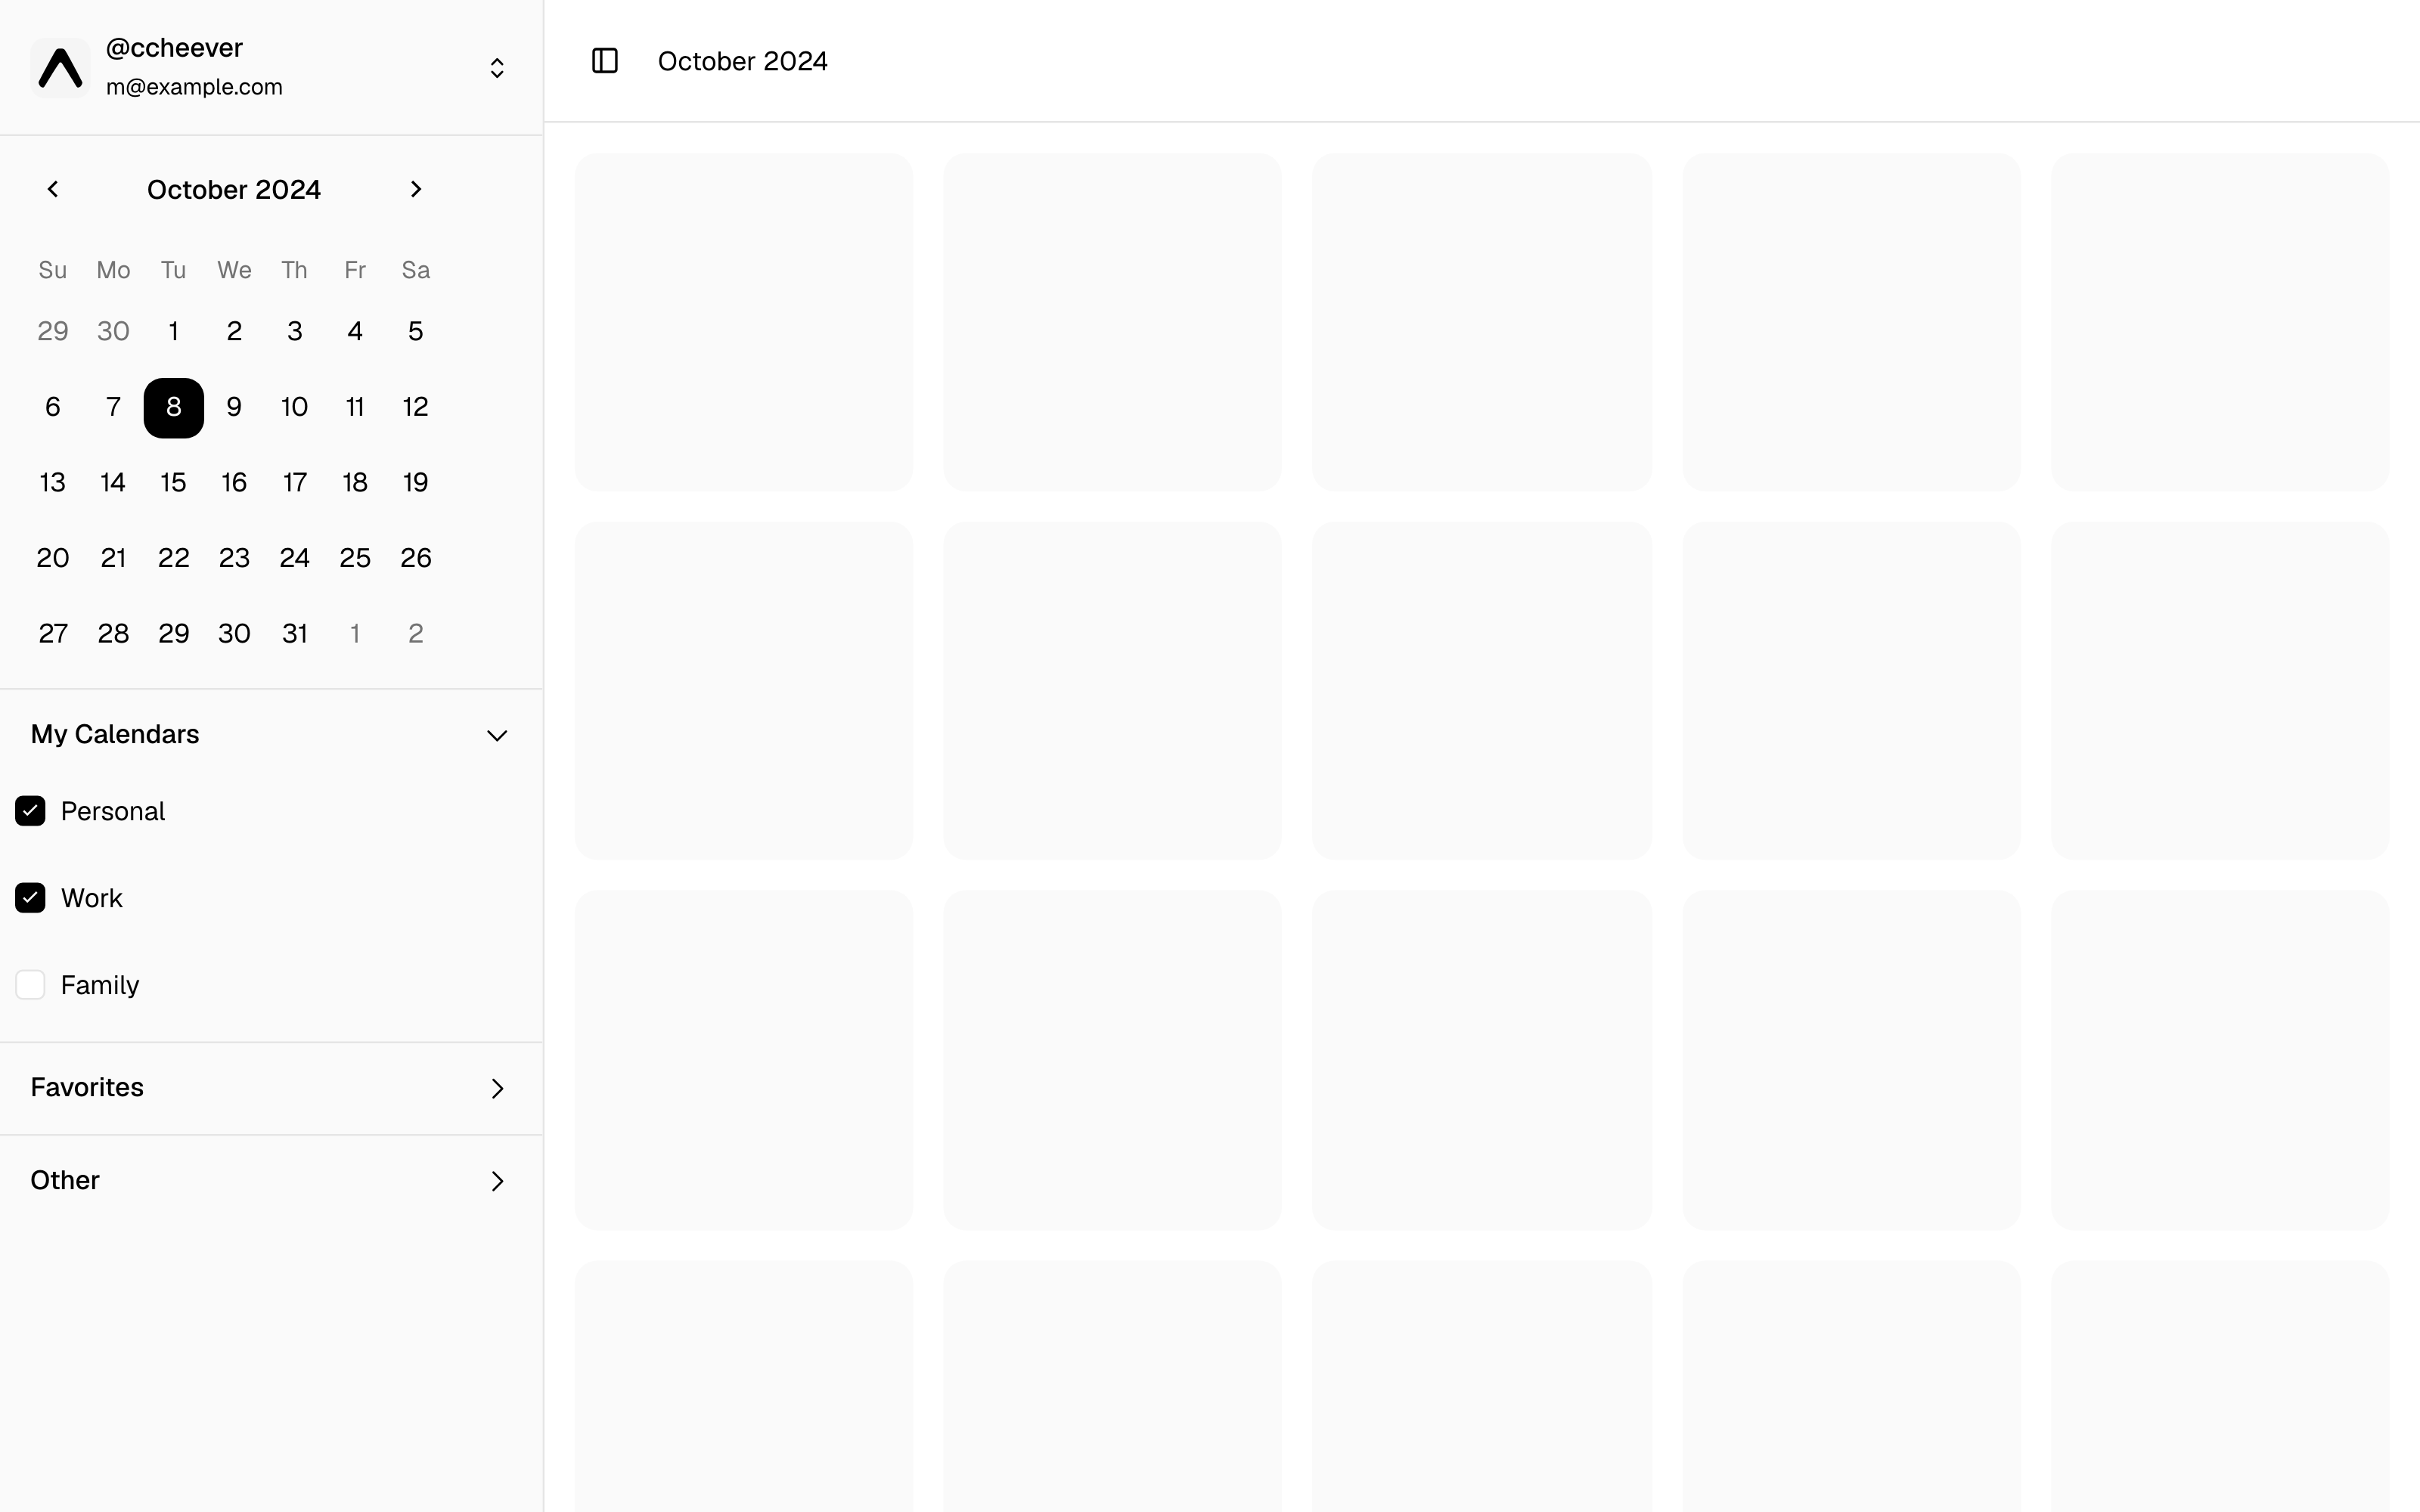 @ccheever
m@example.com
October 2024
October 2024
Su Mo Tu We Th Fr Sa
29 30 1 2 3 4 5
6 7 8 9 10 11 12
13 14 15 16 17 18 19
20 21 22 23 24 25 26
27 28 29 30 31 1 2
My Calendars
Personal
Work
Family
Favorites
Other